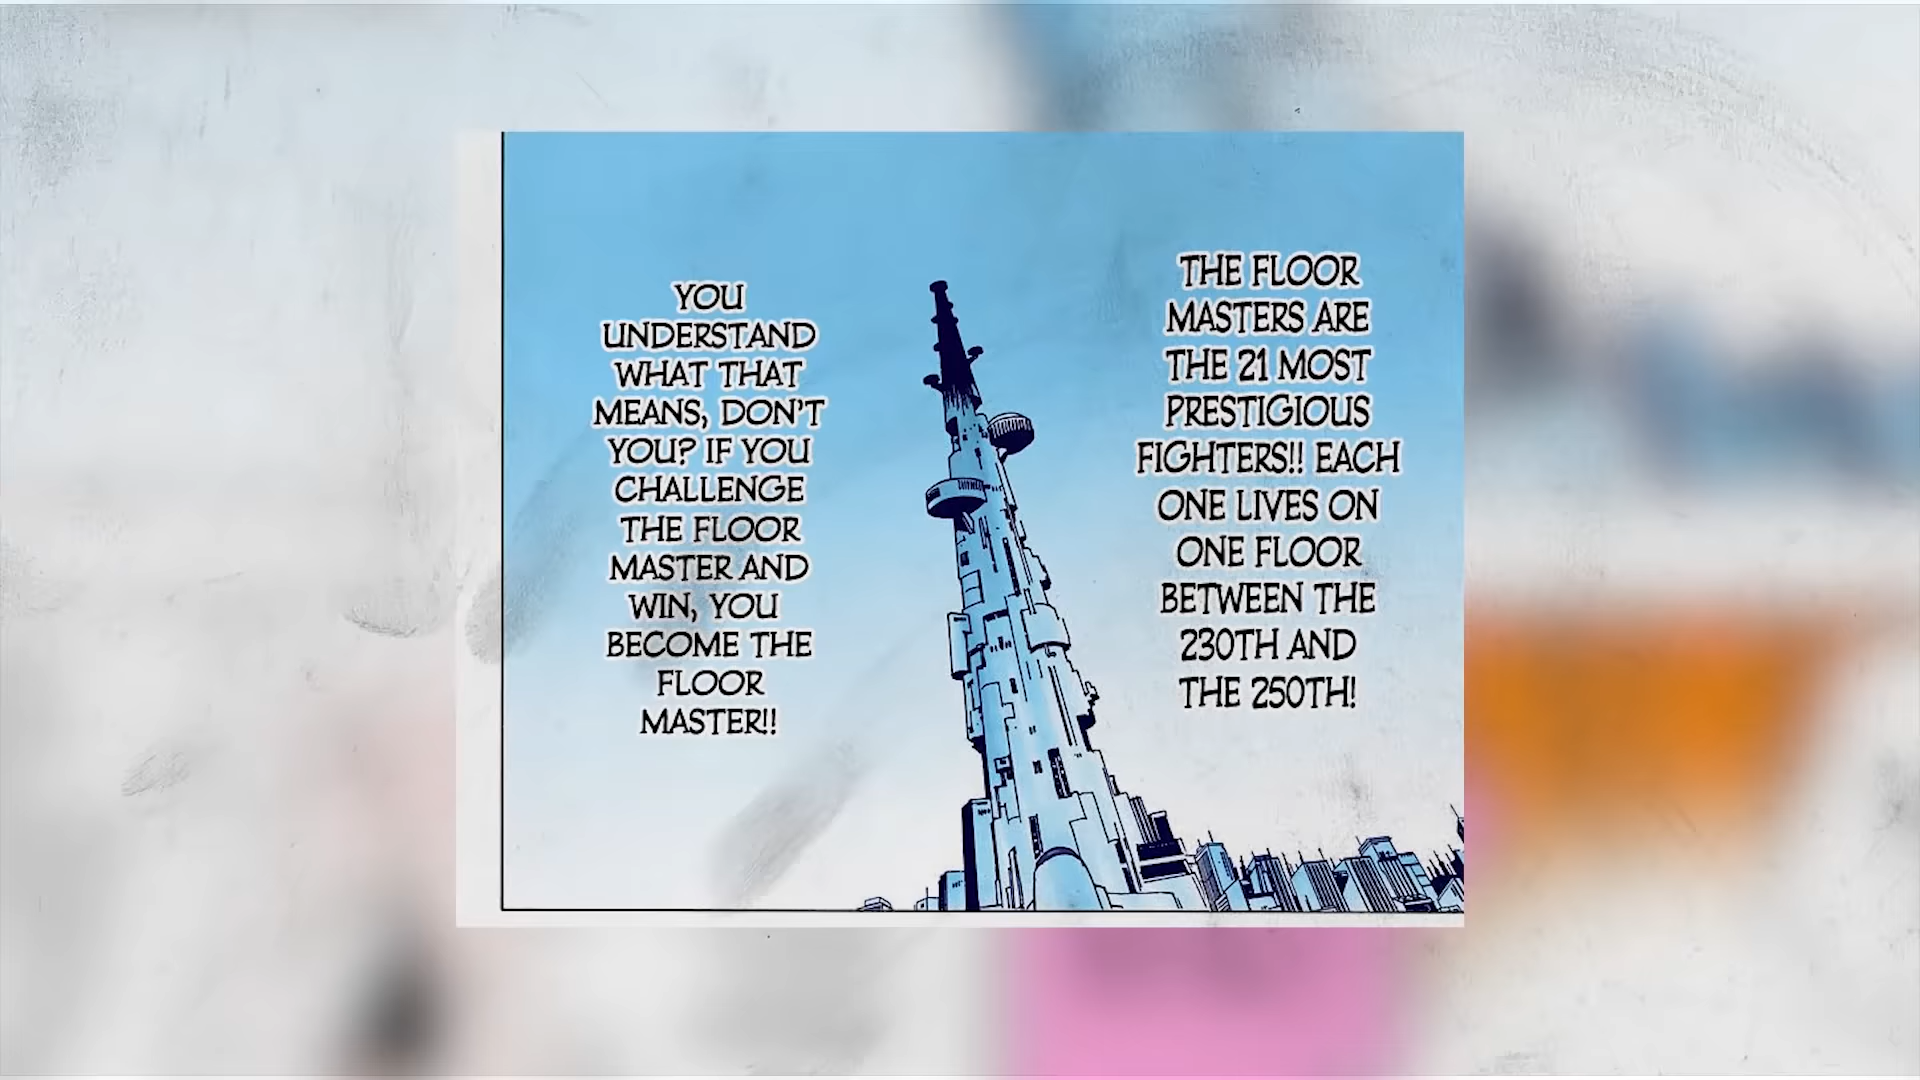 THE FLOOR
MASTERS ARE
THE 21 MOST
PRESTIGIOUS
FIGHTERS!! EACH
ONE LIVES ON
ONE FLOOR
BETWEEN THE
230TH AND
THE 250TH!
YOU
UNDERSTAND
WHAT THAT
MEANS, DON'T
YOU? IF YOU
CHALLENGE
THE FLOOR
MASTER AND
WIN, YOU
BECOME THE
FLOOR
MASTER!!